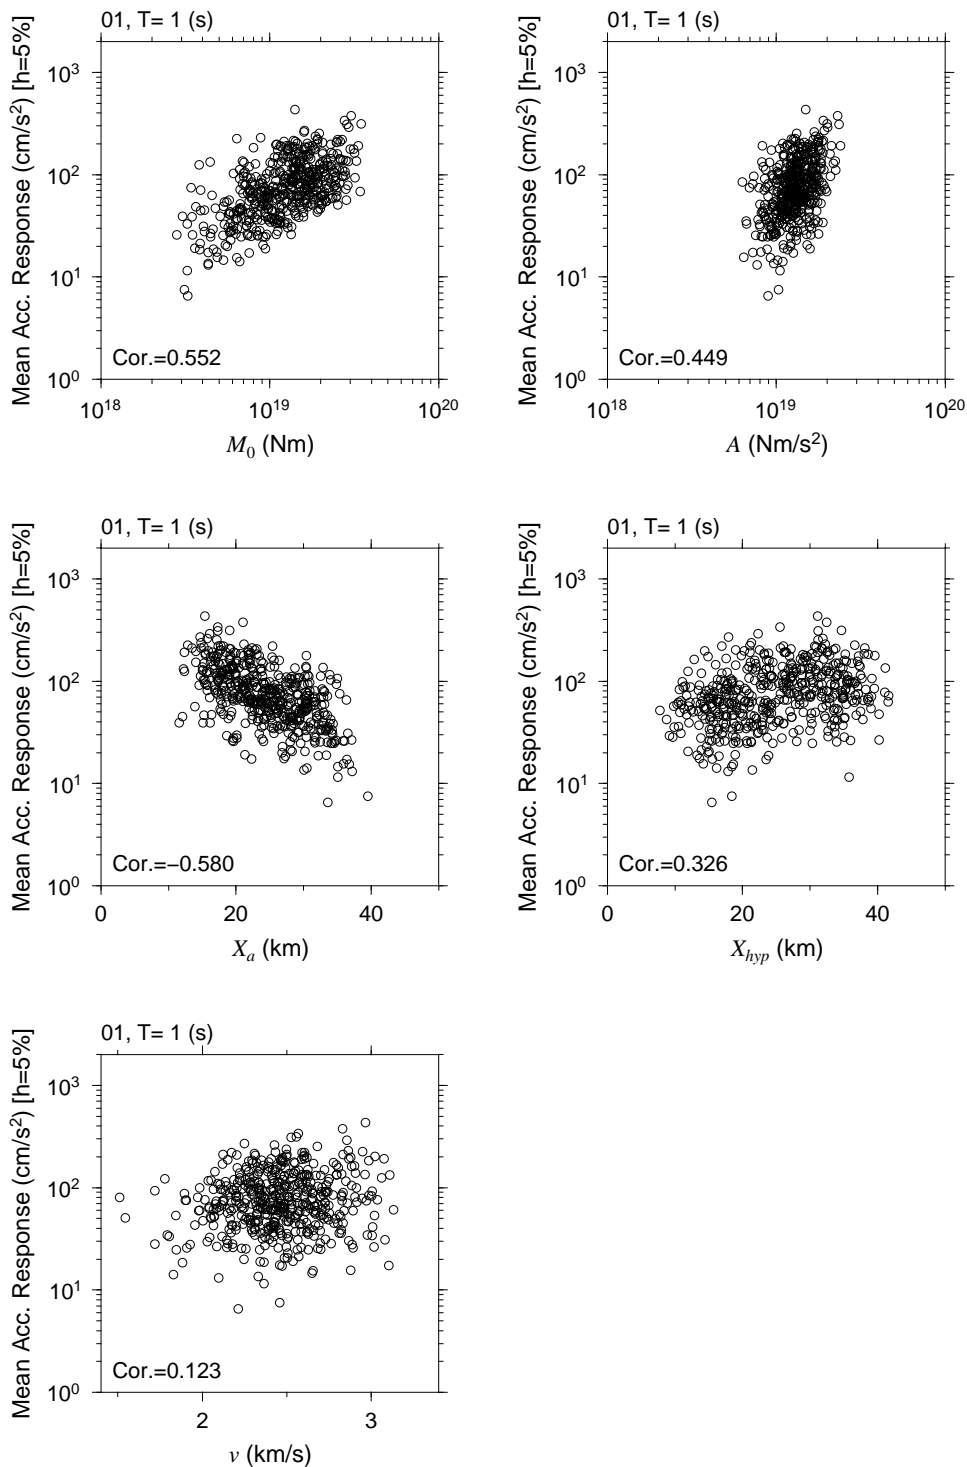 01, T= 1 (s)
Mean Acc. Response (cm/s²) [h=5%]
10³
10²
10¹
10⁰
Cor.=0.552
10¹⁸ 10¹⁹ 10²⁰
M₀ (Nm)
01, T= 1 (s)
Mean Acc. Response (cm/s²) [h=5%]
10³
10²
10¹
10⁰
Cor.=0.449
10¹⁸ 10¹⁹ 10²⁰
A (Nm/s²)
01, T= 1 (s)
Mean Acc. Response (cm/s²) [h=5%]
10³
10²
10¹
10⁰
Cor.=−0.580
0 20 40
Xₐ (km)
01, T= 1 (s)
Mean Acc. Response (cm/s²) [h=5%]
10³
10²
10¹
10⁰
Cor.=0.326
0 20 40
X_hyp (km)
01, T= 1 (s)
Mean Acc. Response (cm/s²) [h=5%]
10³
10²
10¹
10⁰
Cor.=0.123
2 3
v (km/s)